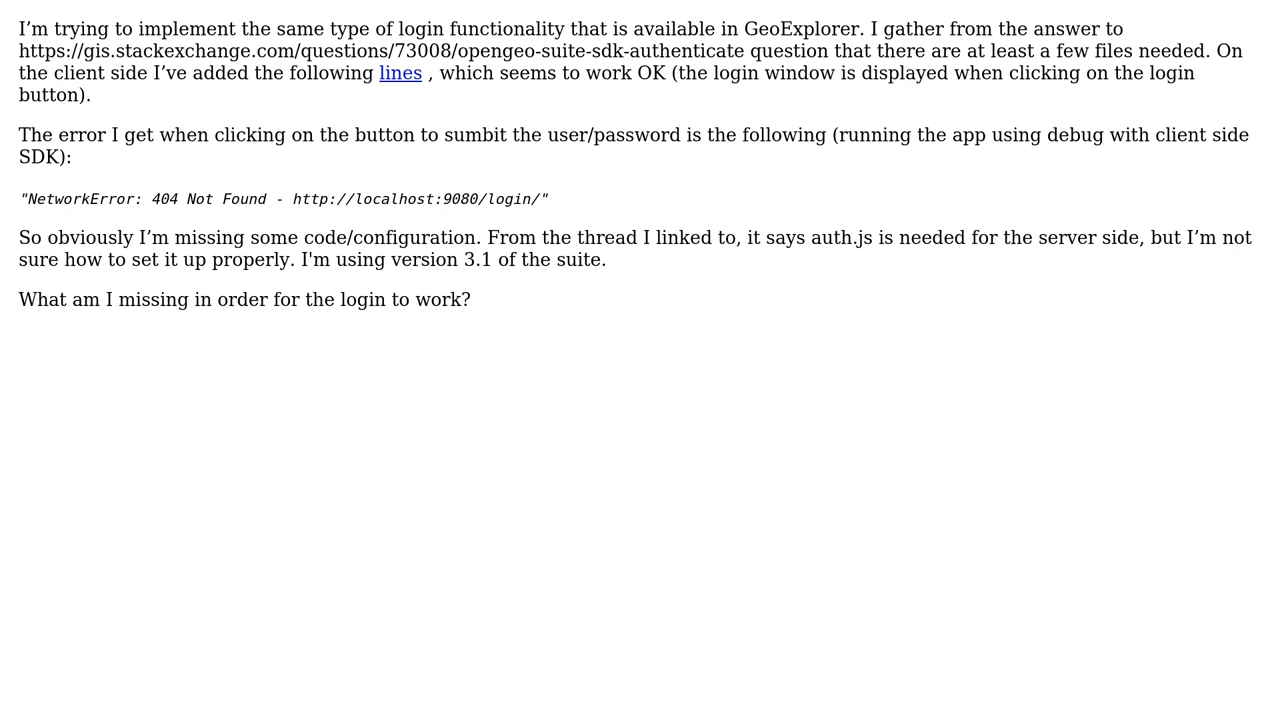 I’m trying to implement the same type of login functionality that is available in GeoExplorer. I gather from the answer to
https://gis.stackexchange.com/questions/73008/opengeo-suite-sdk-authenticate question that there are at least a few files needed. On
the client side I’ve added the following lines , which seems to work OK (the login window is displayed when clicking on the login
button).
The error I get when clicking on the button to sumbit the user/password is the following (running the app using debug with client side
SDK):
"NetworkError: 404 Not Found - http://localhost:9080/login/"
So obviously I’m missing some code/configuration. From the thread I linked to, it says auth.js is needed for the server side, but I’m not
sure how to set it up properly. I'm using version 3.1 of the suite.
What am I missing in order for the login to work?